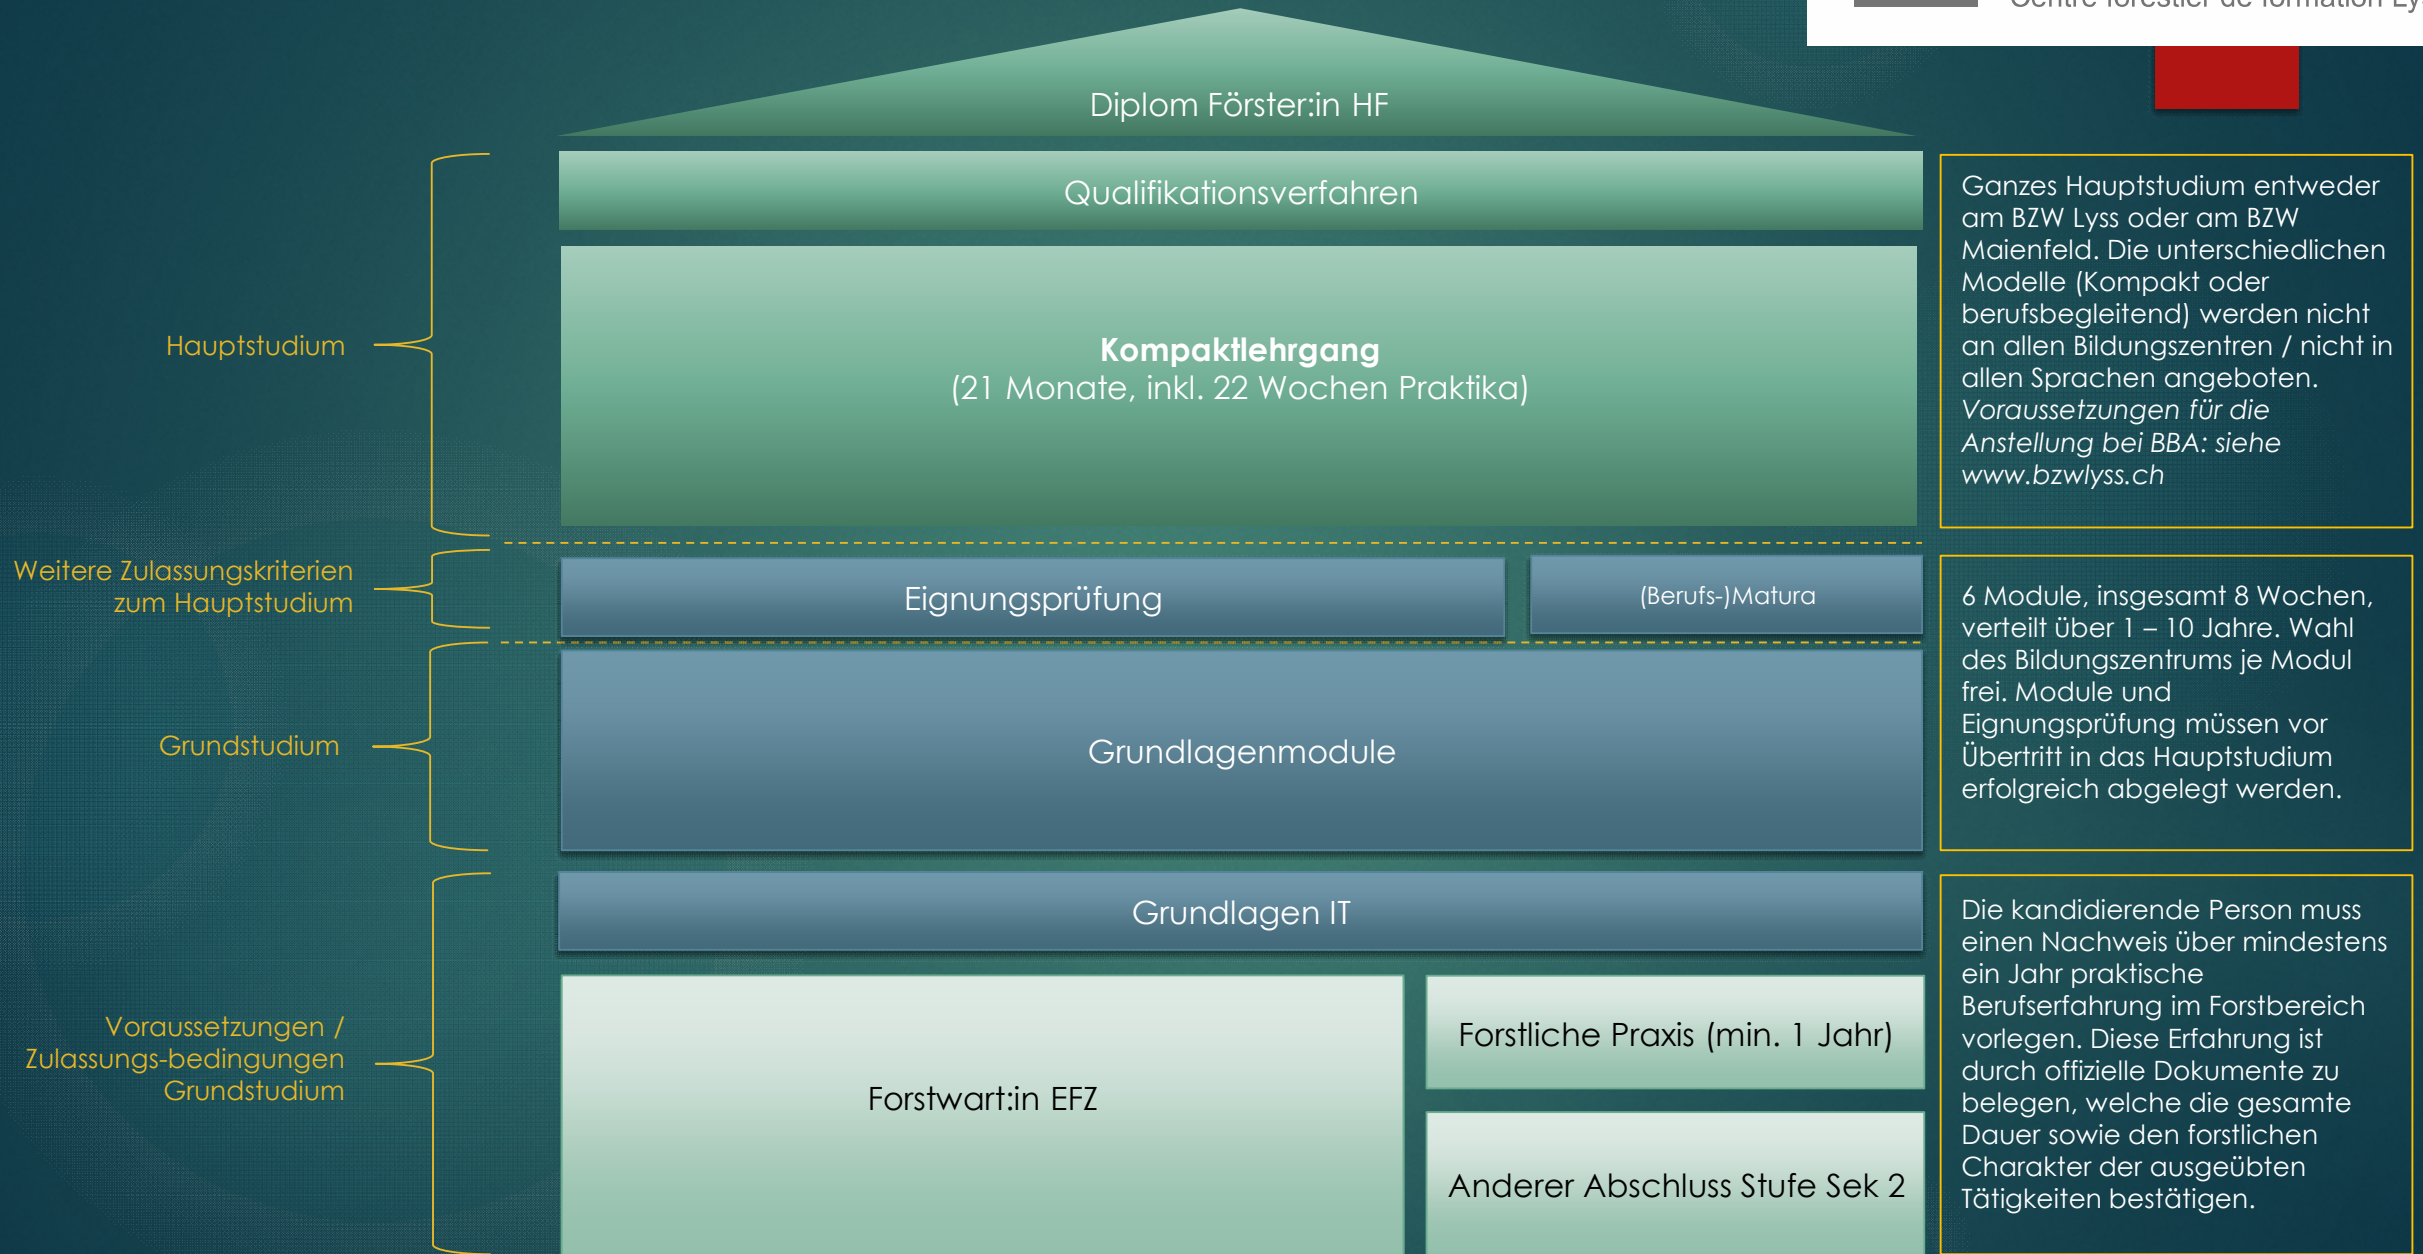 Centre forestier de formation
Diplom Förster:in HF
Qualifikationsverfahren
Kompaktlehrgang
(21 Monate, inkl. 22 Wochen Praktika)
Hauptstudium
Ganzes Hauptstudium entweder
am BZW Lyss oder am BZW
Maienfeld. Die unterschiedlichen
Modelle (Kompakt oder
berufsbegleitend) werden nicht
an allen Bildungszentren / nicht in
allen Sprachen angeboten.
Voraussetzungen für die
Anstellung bei BBA: siehe
www.bzwlyss.ch
Weitere Zulassungskriterien
zum Hauptstudium
Eignungsprüfung
(Berufs-)Matura
Grundstudium
Grundlagenmodule
6 Module, insgesamt 8 Wochen,
verteilt über 1 – 10 Jahre. Wahl
des Bildungszentrums je Modul
frei. Module und
Eignungsprüfung müssen vor
Übertritt in das Hauptstudium
erfolgreich abgelegt werden.
Grundlagen IT
Voraussetzungen /
Zulassungs-bedingungen
Grundstudium
Forstwart:in EFZ
Forstliche Praxis (min. 1 Jahr)
Anderer Abschluss Stufe Sek 2
Die kandidierende Person muss
einen Nachweis über mindestens
ein Jahr praktische
Berufserfahrung im Forstbereich
vorlegen. Diese Erfahrung ist
durch offizielle Dokumente zu
belegen, welche die gesamte
Dauer sowie den forstlichen
Charakter der ausgeübten
Tätigkeiten bestätigen.